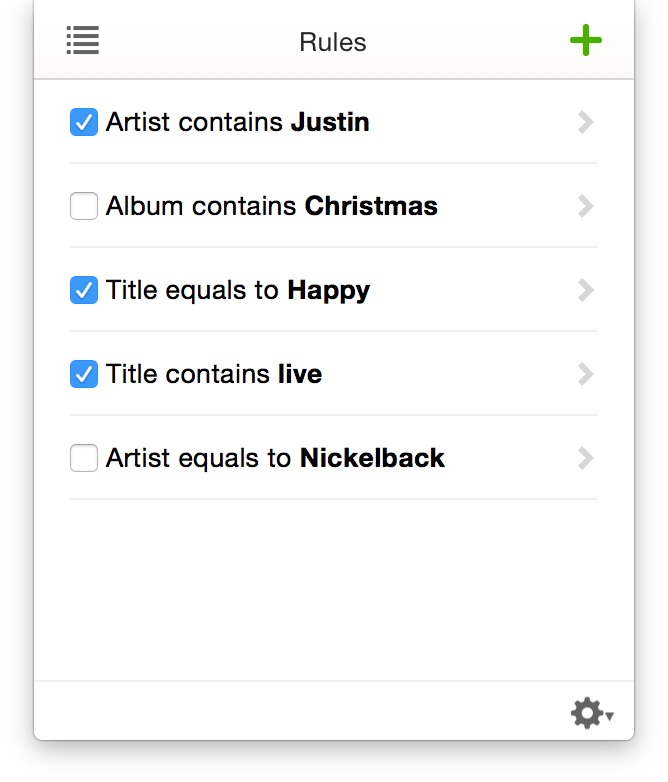 Rules
Artist contains Justin
Album contains Christmas
Title equals to Happy
Title contains live
Artist equals to Nickelback